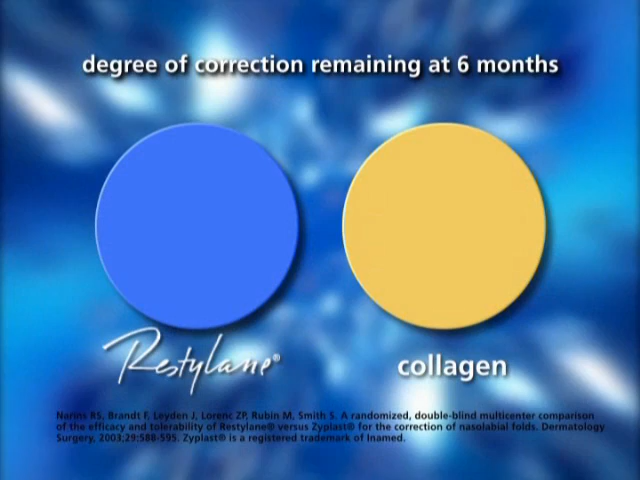 degree of correction remaining at 6 months
Restylane®
collagen
Narins RS, Brandt F, Leyden J, Lorenc ZP, Rubin M, Smith S. A randomized, double-blind multicenter comparison
of the efficacy and tolerability of Restylane® versus Zyplast® for the correction of nasolabial folds. Dermatology
Surgery, 2003;29:588-595. Zyplast® is a registered trademark of Inamed.